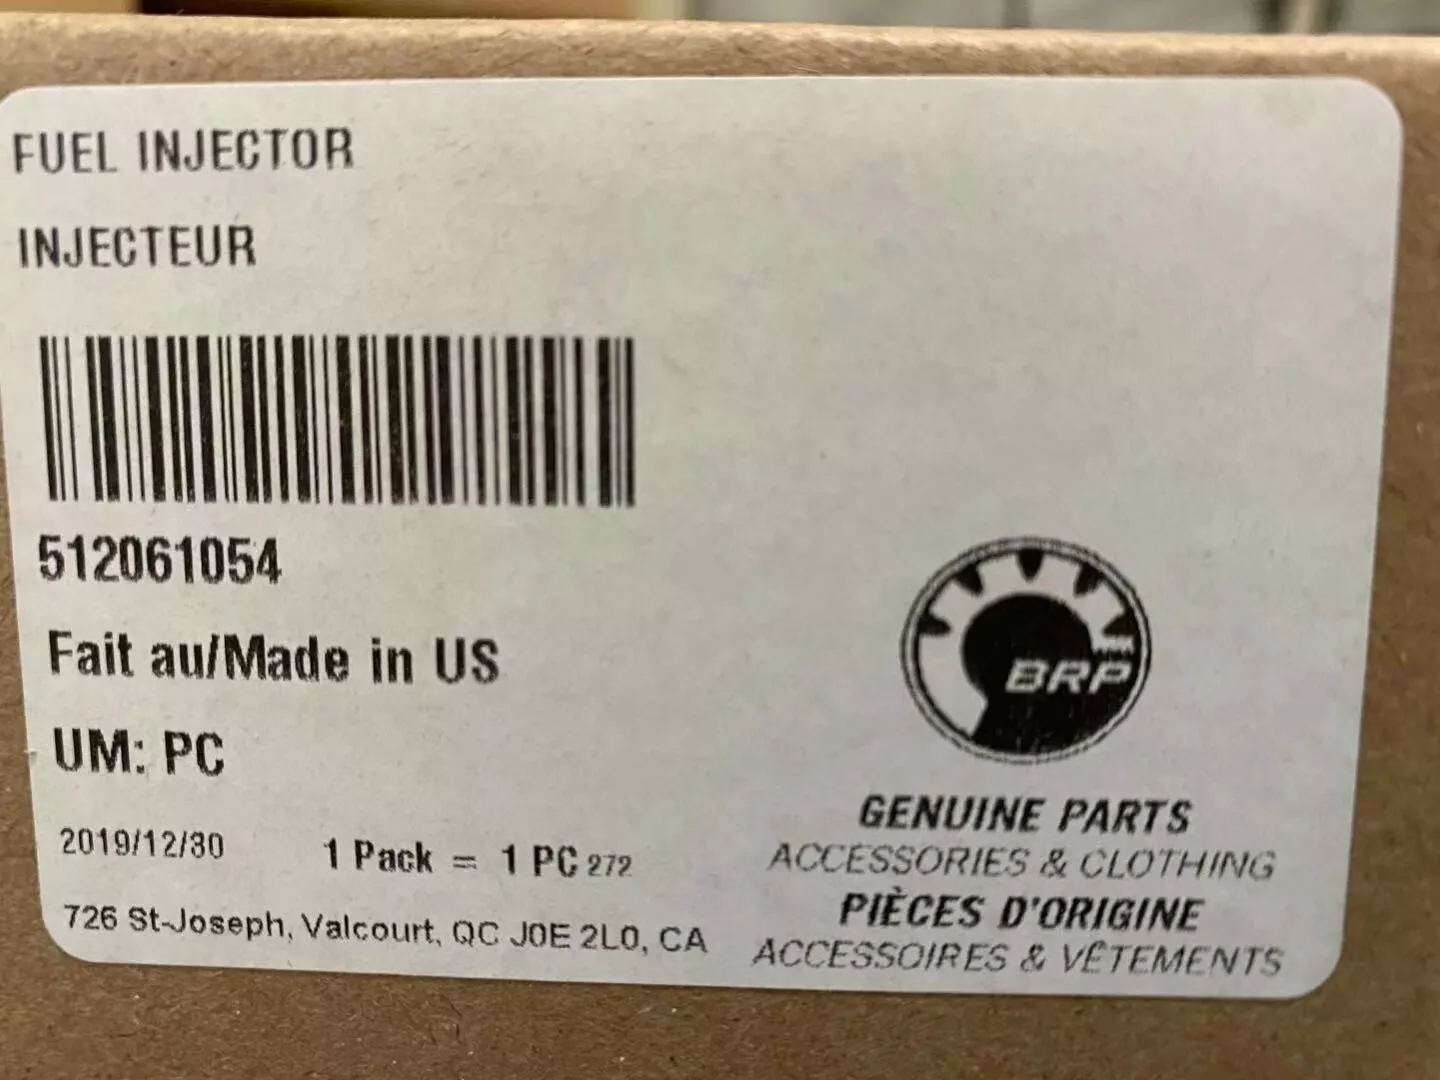 FUEL INJECTOR
INJECTEUR
512061054
Fait au/Made in US
UM: PC
2019/12/30 1 Pack = 1 PC 272
726 St-Joseph, Valcourt, QC J0E 2L0, CA
BRP
GENUINE PARTS
ACCESSORIES & CLOTHING
PIÈCES D'ORIGINE
ACCESSOIRES & VÊTEMENTS